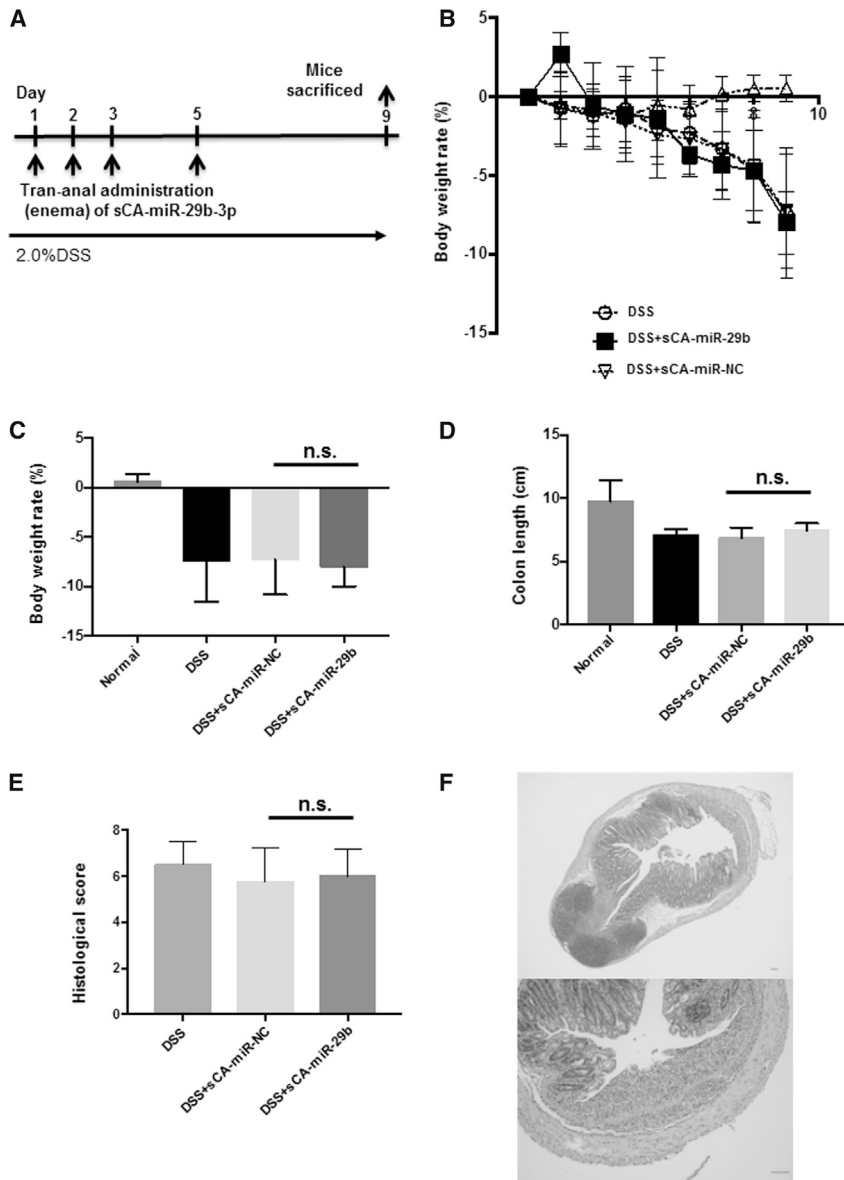 A
Day
Mice
sacrificed
1 2 3 5 9
Tran-anal administration
(enema) of sCA-miR-29b-3p
2.0%DSS
B
Body weight rate (%)
5
0
-5
-10
-15
10
DSS
DSS+sCA-miR-29b
DSS+sCA-miR-NC
C
Body weight rate (%)
5
0
-5
-10
-15
n.s.
Normal
DSS
DSS+sCA-miR-NC
DSS+sCA-miR-29b
D
Colon length (cm)
15
10
5
0
n.s.
Normal
DSS
DSS+sCA-miR-NC
DSS+sCA-miR-29b
E
Histological score
8
6
4
2
0
n.s.
DSS
DSS+sCA-miR-NC
DSS+sCA-miR-29b
F